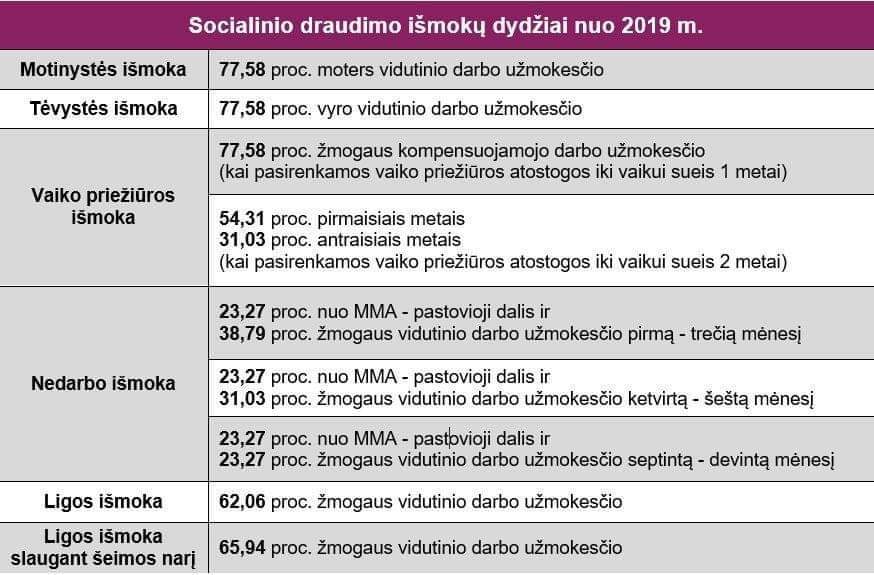 Socialinio draudimo išmokų dydžiai nuo 2019 m.
Motinystės išmoka
77,58 proc. moters vidutinio darbo užmokesčio
Tėvystės išmoka
77,58 proc. vyro vidutinio darbo užmokesčio
Vaiko priežiūros
išmoka
77,58 proc. žmogaus kompensuojamojo darbo užmokesčio
(kai pasirenkamos vaiko priežiūros atostogos iki vaikui sueis 1 metai)
54,31 proc. pirmaisiais metais
31,03 proc. antraisiais metais
(kai pasirenkamos vaiko priežiūros atostogos iki vaikui sueis 2 metai)
Nedarbo išmoka
23,27 proc. nuo MMA - pastovioji dalis ir
38,79 proc. žmogaus vidutinio darbo užmokesčio pirmą - trečią mėnesį
23,27 proc. nuo MMA - pastovioji dalis ir
31,03 proc. žmogaus vidutinio darbo užmokesčio ketvirtą - šeštą mėnesį
23,27 proc. nuo MMA - pastovioji dalis ir
23,27 proc. žmogaus vidutinio darbo užmokesčio septintą - devintą mėnesį
Ligos išmoka
62,06 proc. žmogaus vidutinio darbo užmokesčio
Ligos išmoka
slaugant šeimos narį
65,94 proc. žmogaus vidutinio darbo užmokesčio